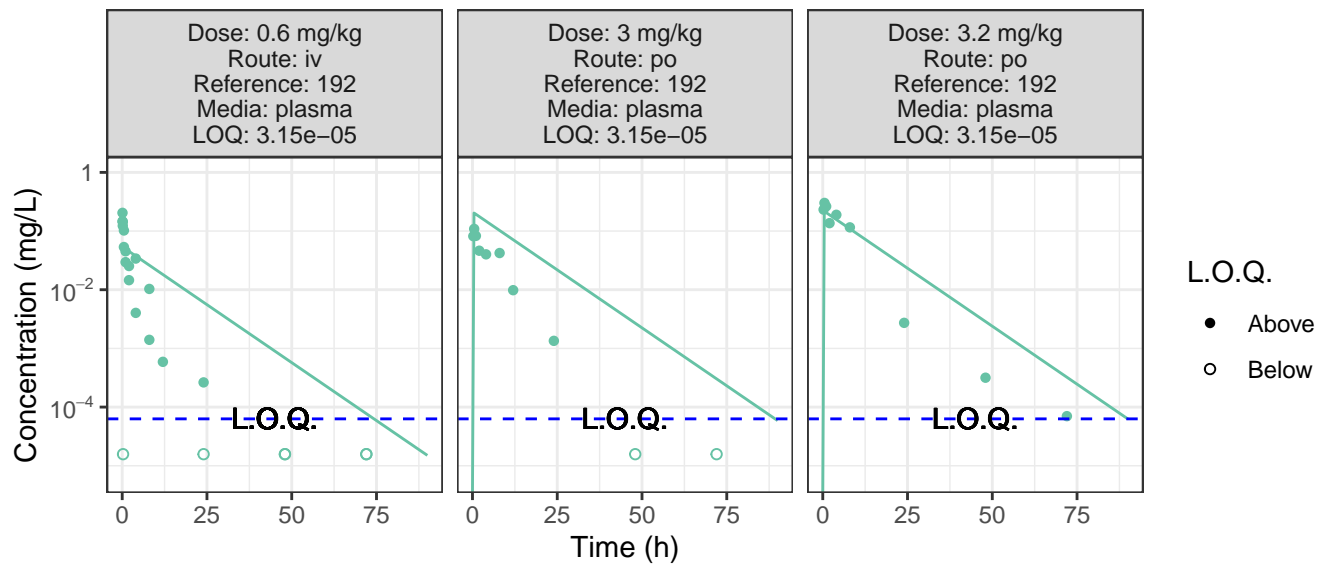 Dose: 0.6 mg/kg
Route: iv
Reference: 192
Media: plasma
LOQ: 3.15e−05
Dose: 3 mg/kg
Route: po
Reference: 192
Media: plasma
LOQ: 3.15e−05
Dose: 3.2 mg/kg
Route: po
Reference: 192
Media: plasma
LOQ: 3.15e−05
Concentration (mg/L)
1
10⁻²
10⁻⁴
L.O.Q.
L.O.Q.
L.O.Q.
0 25 50 75
0 25 50 75
0 25 50 75
Time (h)
L.O.Q.
Above
Below